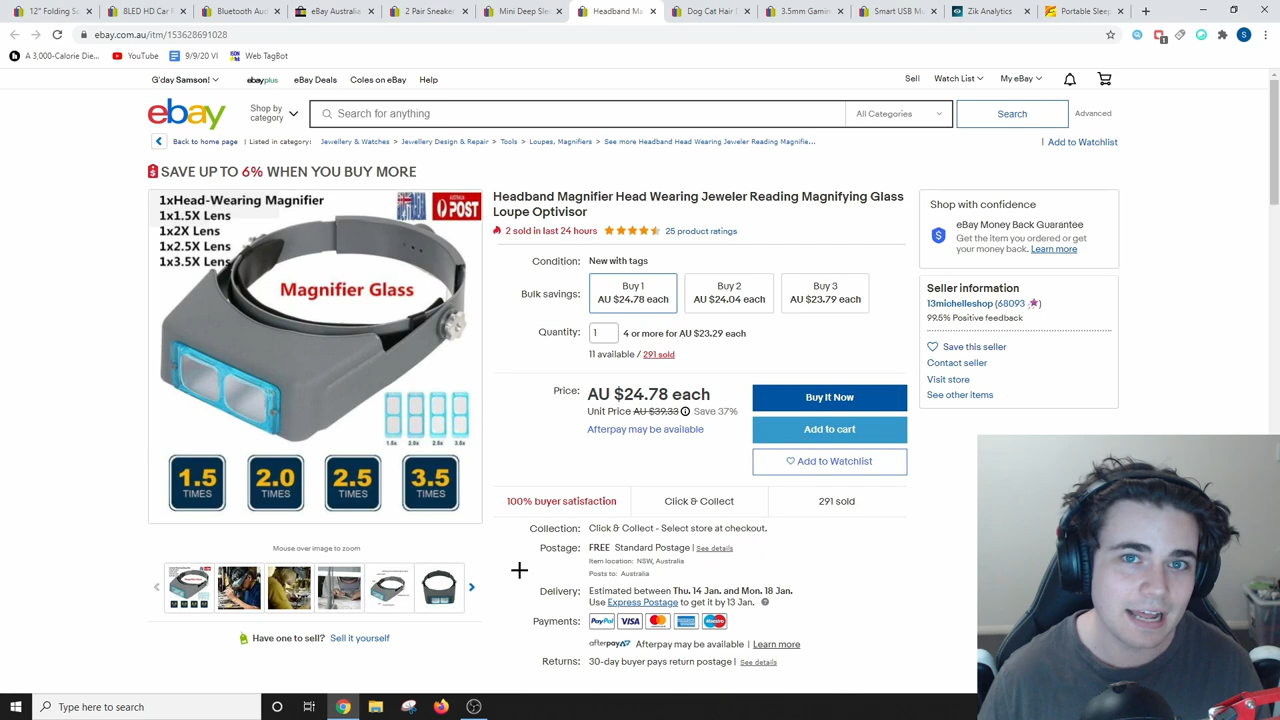 12" Folding S
8LED HD Car R
Bluetooth Aud
eBay Australia
2 Pair Sneaker
Mini Deep Sle
Headband Ma
Dog Cat Hair
3.5mm Gamin
Smart USB M
Zik Analytics
Portable Sleep
ebay.com.au/itm/153628691028
A 3,000-Calorie Die...
YouTube
9/9/20 VI
Web TagBot
G'day Samson!
ebayplus
eBay Deals
Coles on eBay
Help
Sell
Watch List
My eBay
ebay
Shop by
category
Search for anything
All Categories
Search
Advanced
Back to home page
Listed in category:
Jewellery & Watches > Jewellery Design & Repair > Tools > Loupes, Magnifiers > See more Headband Head Wearing Jeweler Reading Magnifie...
Add to Watchlist
SAVE UP TO 6% WHEN YOU BUY MORE
1xHead-Wearing Magnifier
1x1.5X Lens
1x2X Lens
1x2.5X Lens
1x3.5X Lens
POST
Magnifier Glass
1.5x 2.0x 2.5x 3.5x
1.5 TIMES
2.0 TIMES
2.5 TIMES
3.5 TIMES
Mouse over image to zoom
Have one to sell? Sell it yourself
Headband Magnifier Head Wearing Jeweler Reading Magnifying Glass
Loupe Optivisor
2 sold in last 24 hours
25 product ratings
Condition: New with tags
Bulk savings:
Buy 1
AU $24.78 each
Buy 2
AU $24.04 each
Buy 3
AU $23.79 each
Quantity: 1 4 or more for AU $23.29 each
11 available / 291 sold
Price: AU $24.78 each
Unit Price AU $39.33 Save 37%
Afterpay may be available
Buy It Now
Add to cart
Add to Watchlist
100% buyer satisfaction
Click & Collect
291 sold
Collection: Click & Collect - Select store at checkout.
Postage: FREE Standard Postage | See details
Item location: NSW, Australia
Posts to: Australia
Delivery: Estimated between Thu. 14 Jan. and Mon. 18 Jan.
Use Express Postage to get it by 13 Jan.
Payments: PayPal VISA
afterpay Afterpay may be available | Learn more
Returns: 30-day buyer pays return postage | See details
Shop with confidence
eBay Money Back Guarantee
Get the item you ordered or get
your money back. Learn more
Seller information
13michelleshop (68093 )
99.5% Positive feedback
Save this seller
Contact seller
Visit store
See other items
Type here to search